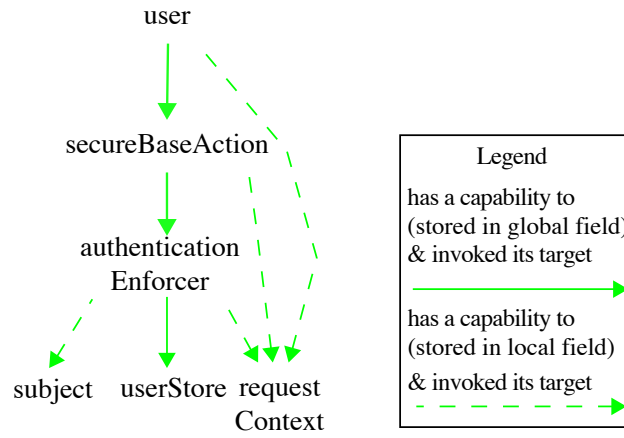 user
secureBaseAction
authentication
Enforcer
subject
userStore
request
Context
Legend
has a capability to
(stored in global field)
& invoked its target
has a capability to
(stored in local field)
& invoked its target